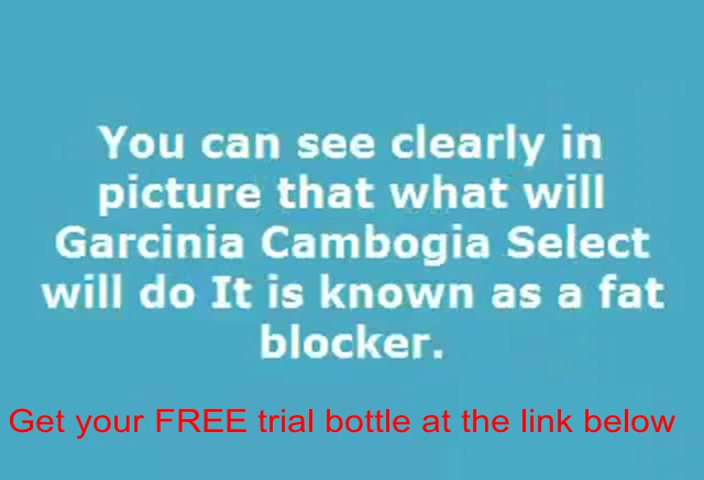 You can see clearly in
picture that what will
Garcinia Cambogia Select
will do It is known as a fat
blocker.
Get your FREE trial bottle at the link below